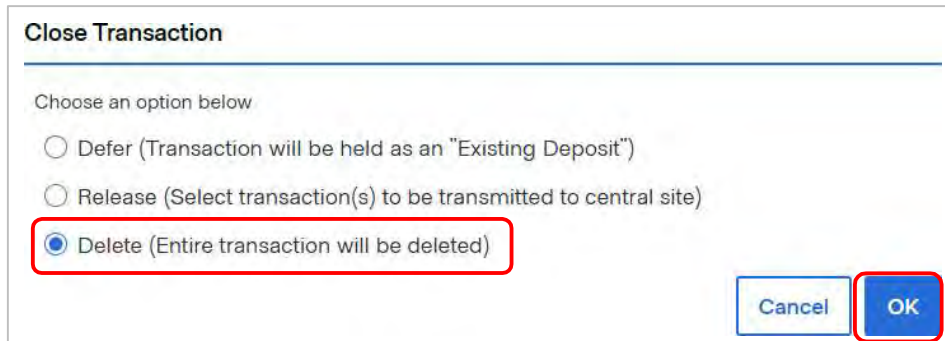 Close Transaction
Choose an option below
Defer (Transaction will be held as an "Existing Deposit")
Release (Select transaction(s) to be transmitted to central site)
Delete (Entire transaction will be deleted)
Cancel OK